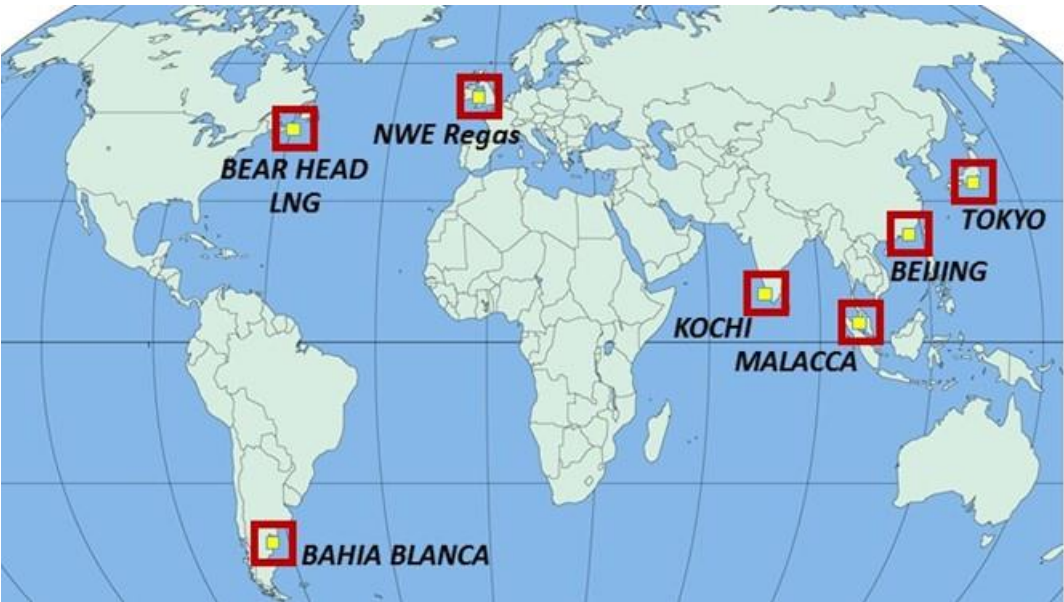 NWE Regas
BEAR HEAD
LNG
TOKYO
BEIJING
KOCHI
MALACCA
BAHIA BLANCA